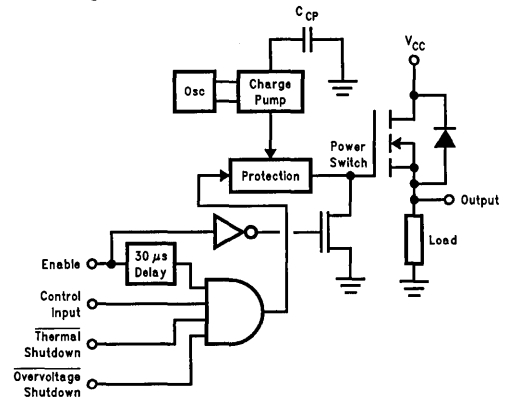 C CP
V CC
Osc
Charge
Pump
Power
Switch
Protection
Output
Load
Enable
30 μs
Delay
Control
Input
Thermal
Shutdown
Overvoltage
Shutdown